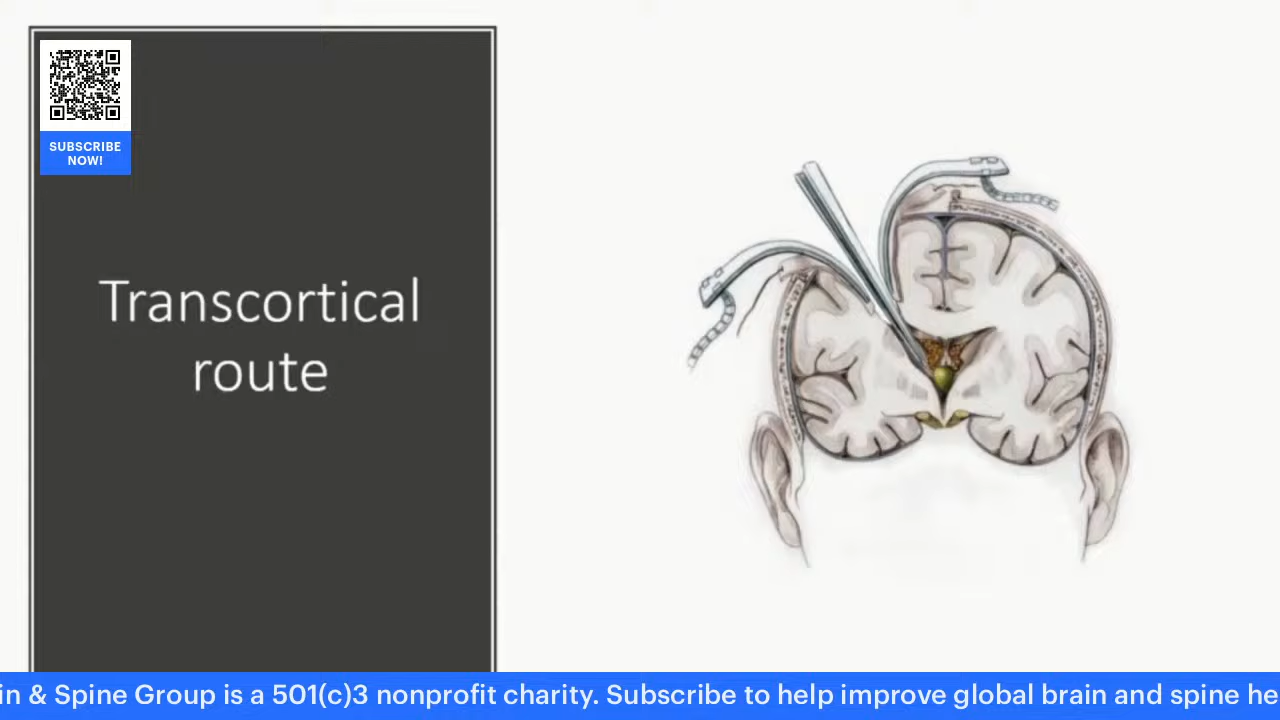 SUBSCRIBE
NOW!
Transcortical
route
in & Spine Group is a 501(c)3 nonprofit charity. Subscribe to help improve global brain and spine he